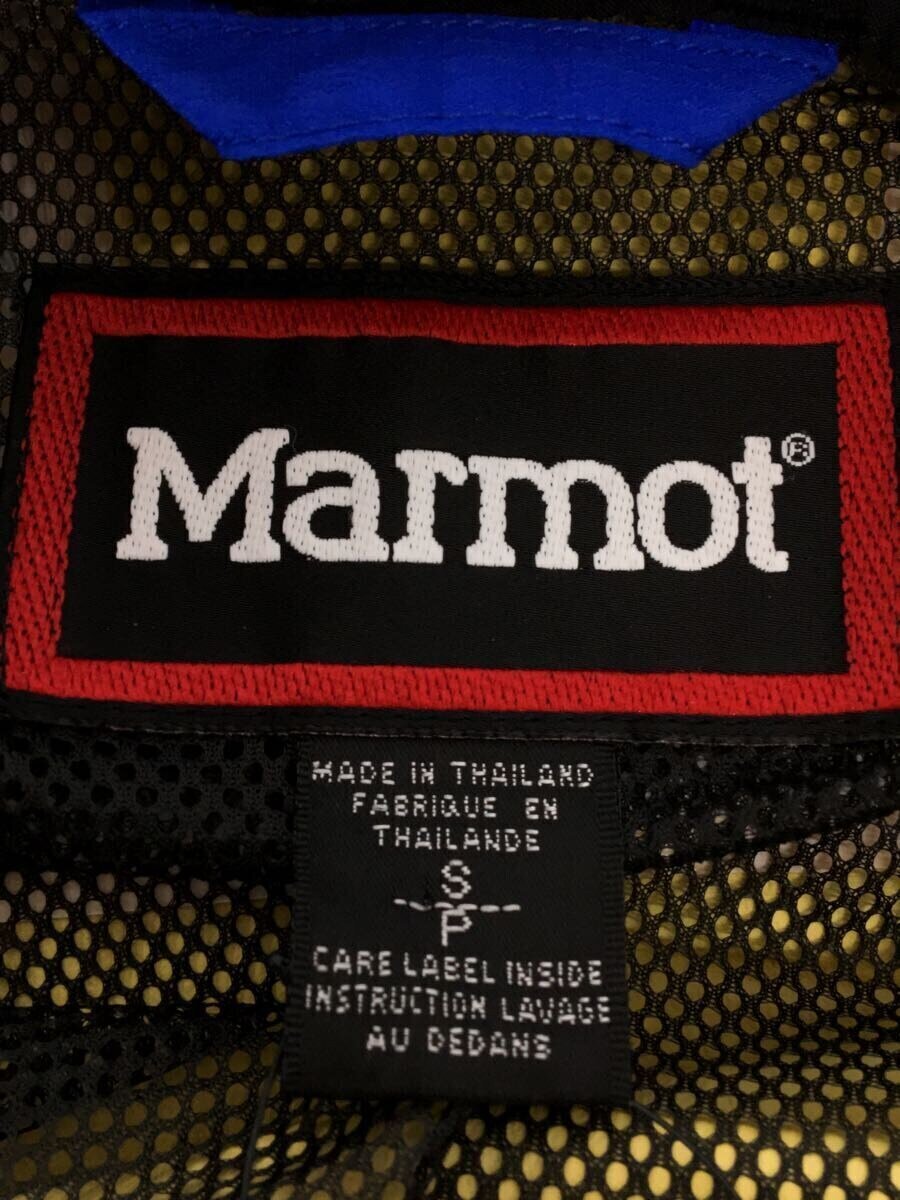 Marmot®
MADE IN THAILAND
FABRIQUE EN
THAILANDE
S
P
CARE LABEL INSIDE
INSTRUCTION LAVAGE
AU DEDANS